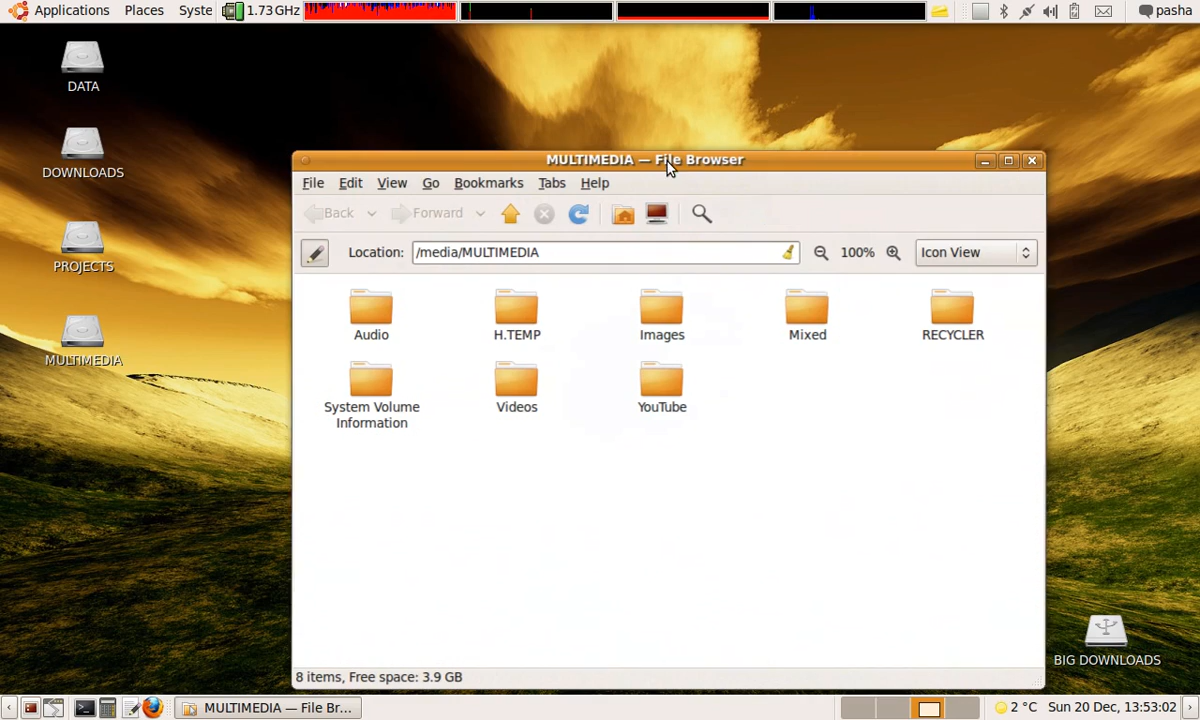 Applications Places Syste 1.73GHz pasha
DATA
DOWNLOADS
PROJECTS
MULTIMEDIA
MULTIMEDIA — File Browser
File Edit View Go Bookmarks Tabs Help
Back Forward
Location: /media/MULTIMEDIA 100% Icon View
Audio H.TEMP Images Mixed RECYCLER
System Volume
Information
Videos YouTube
8 items, Free space: 3.9 GB
BIG DOWNLOADS
MULTIMEDIA — File Br... 2 °C Sun 20 Dec, 13:53:02